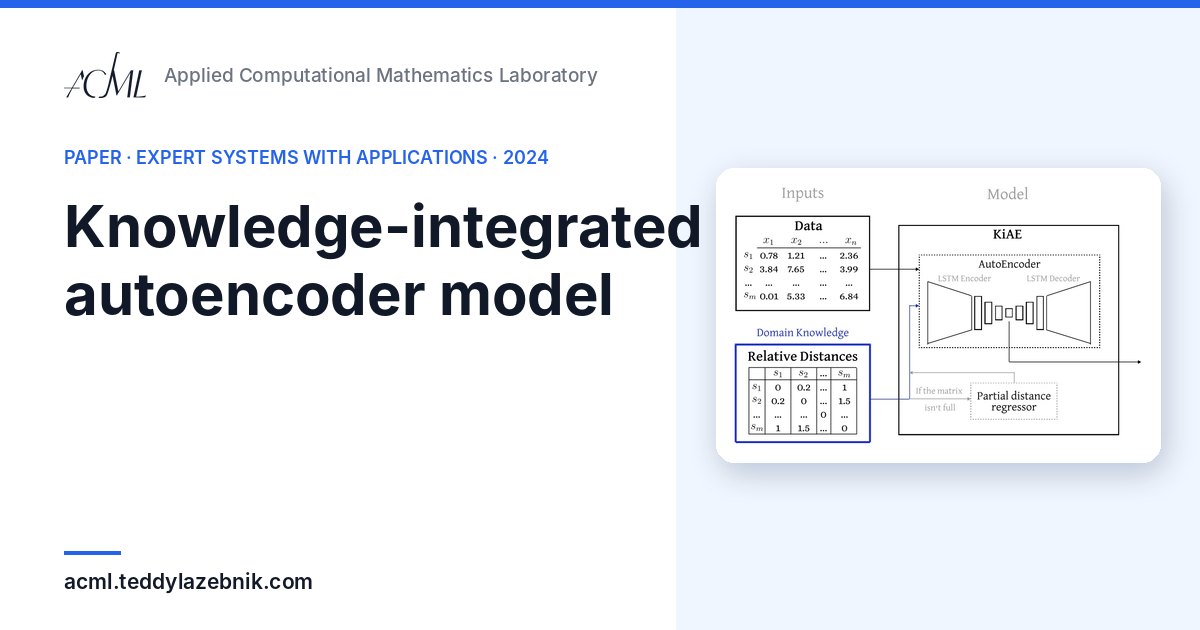 ACML
Applied Computational Mathematics Laboratory
PAPER · EXPERT SYSTEMS WITH APPLICATIONS · 2024
Knowledge-integrated
autoencoder model
acml.teddylazebnik.com
Inputs
Model
Data
x₁ x₂ ... xₙ
s₁ 0.78 1.21 ... 2.36
s₂ 3.84 7.65 ... 3.99
... ... ... ...
sₘ 0.01 5.33 ... 6.84
Domain Knowledge
Relative Distances
s₁ s₂ ... sₘ
s₁ 0 0.2 ... 1
s₂ 0.2 0 ... 1.5
... ... 0 ...
sₘ 1 1.5 ... 0
KiAE
AutoEncoder
LSTM Encoder LSTM Decoder
If the matrix
isn't full
Partial distance
regressor